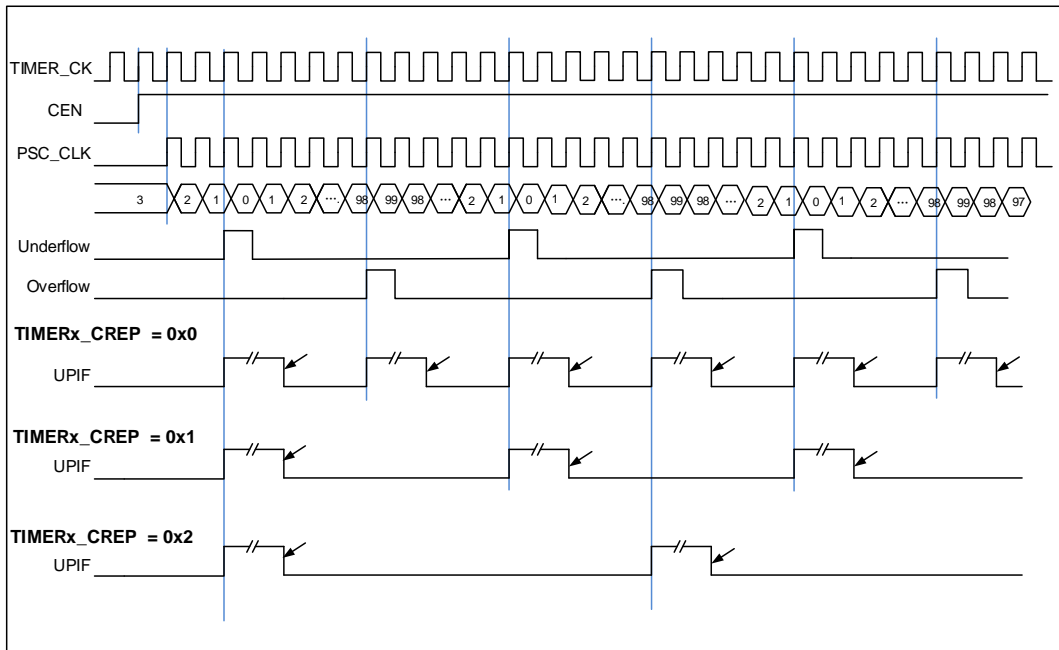 TIMER_CK
CEN
PSC_CLK
3 2 1 0 1 2 .... 98 99 98 ... 2 1 0 1 2 .... 98 99 98 ... 2 1 0 1 2 ... 98 99 98 97
Underflow
Overflow
TIMERx_CREP = 0x0
UPIF
TIMERx_CREP = 0x1
UPIF
TIMERx_CREP = 0x2
UPIF